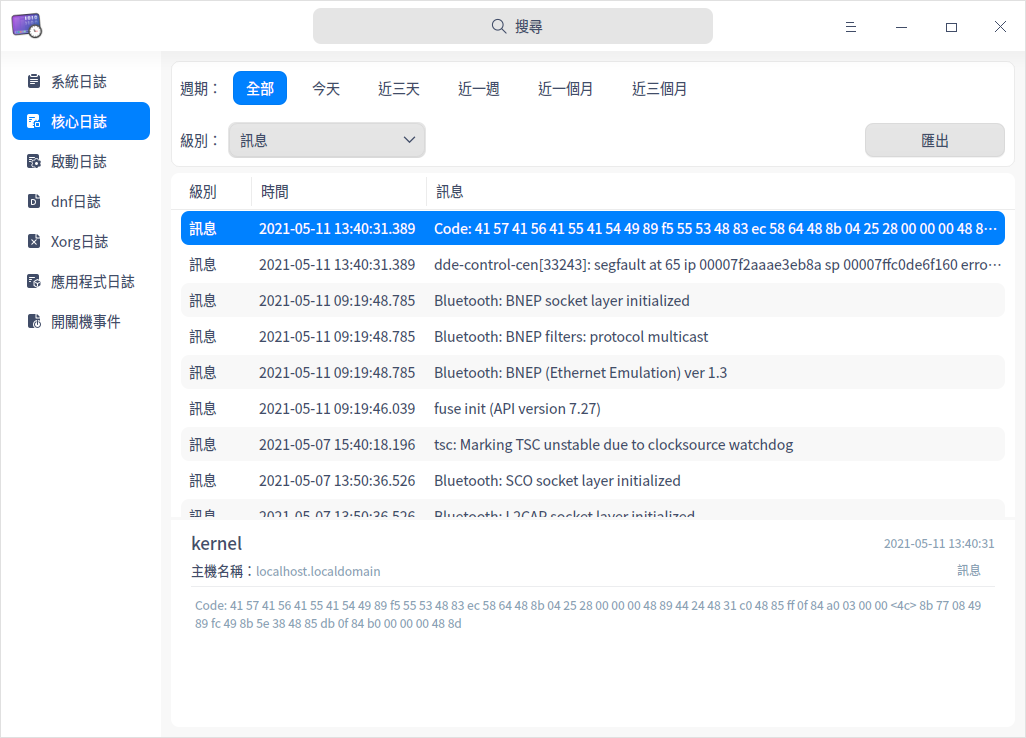 搜尋
系統日誌
核心日誌
啟動日誌
dnf日誌
Xorg日誌
應用程式日誌
開關機事件
週期： 全部 今天 近三天 近一週 近一個月 近三個月
級別： 訊息 匯出
級別 時間 訊息
訊息 2021-05-11 13:40:31.389 Code: 41 57 41 56 41 55 41 54 49 89 f5 55 53 48 83 ec 58 64 48 8b 04 25 28 00 00 00 48 8…
訊息 2021-05-11 13:40:31.389 dde-control-cen[33243]: segfault at 65 ip 00007f2aaae3eb8a sp 00007ffc0de6f160 erro…
訊息 2021-05-11 09:19:48.785 Bluetooth: BNEP socket layer initialized
訊息 2021-05-11 09:19:48.785 Bluetooth: BNEP filters: protocol multicast
訊息 2021-05-11 09:19:48.785 Bluetooth: BNEP (Ethernet Emulation) ver 1.3
訊息 2021-05-11 09:19:46.039 fuse init (API version 7.27)
訊息 2021-05-07 15:40:18.196 tsc: Marking TSC unstable due to clocksource watchdog
訊息 2021-05-07 13:50:36.526 Bluetooth: SCO socket layer initialized
訊息 2021-05-07 13:50:36.526 Bluetooth: L2CAP socket layer initialized
kernel 2021-05-11 13:40:31
主機名稱：localhost.localdomain 訊息
Code: 41 57 41 56 41 55 41 54 49 89 f5 55 53 48 83 ec 58 64 48 8b 04 25 28 00 00 00 48 89 44 24 48 31 c0 48 85 ff 0f 84 a0 03 00 00 <4c> 8b 77 08 49
89 fc 49 8b 5e 38 48 85 db 0f 84 b0 00 00 00 48 8d